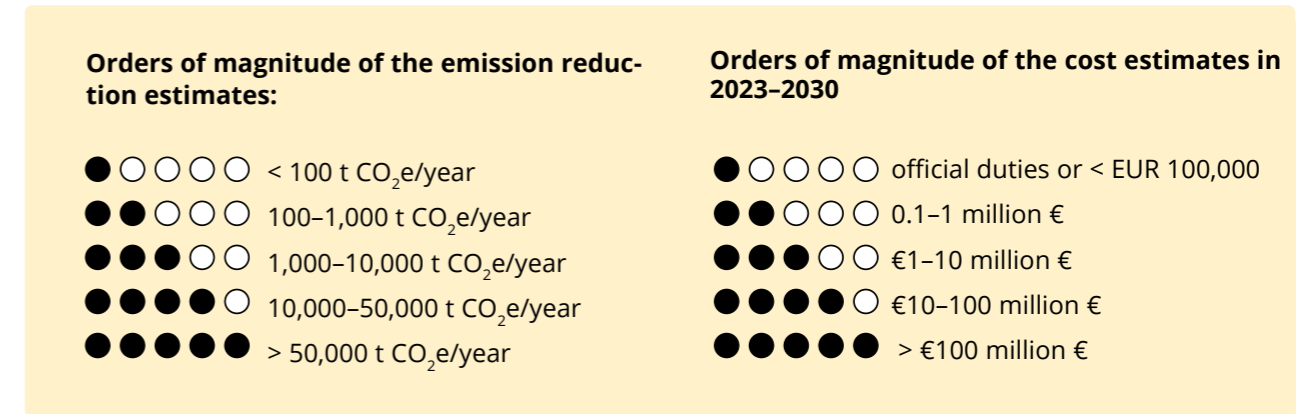 Orders of magnitude of the emission reduc-
tion estimates:
< 100 t CO₂e/year
100–1,000 t CO₂e/year
1,000–10,000 t CO₂e/year
10,000–50,000 t CO₂e/year
> 50,000 t CO₂e/year
Orders of magnitude of the cost estimates in
2023–2030
official duties or < EUR 100,000
0.1–1 million €
€1–10 million €
€10–100 million €
> €100 million €